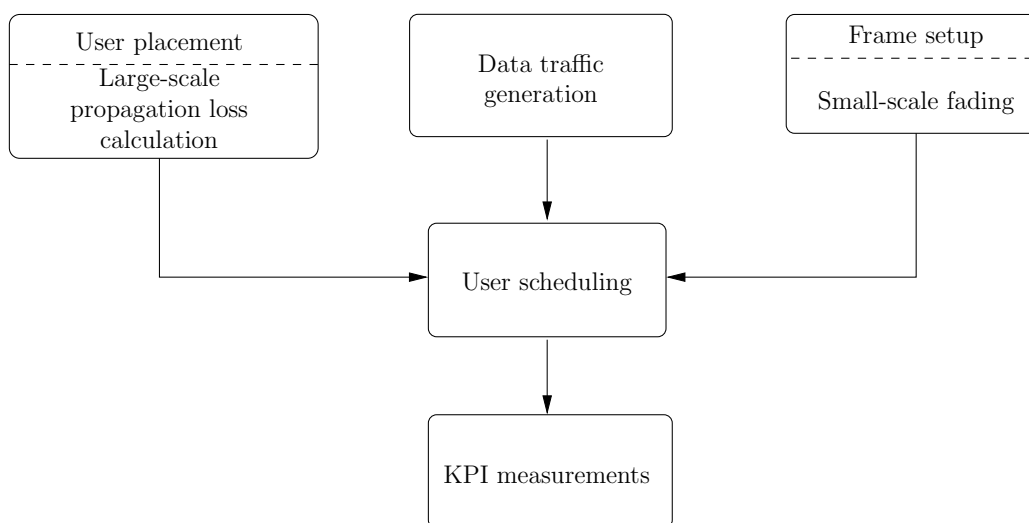 User placement
Large-scale
propagation loss
calculation
Data traffic
generation
Frame setup
Small-scale fading
User scheduling
KPI measurements